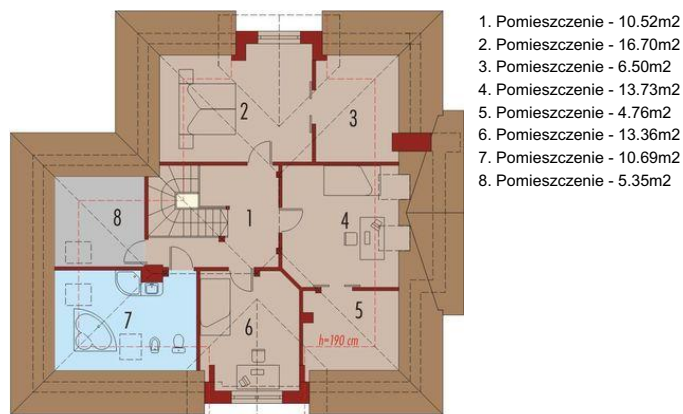 1. Pomieszczenie - 10.52m2
2. Pomieszczenie - 16.70m2
3. Pomieszczenie - 6.50m2
4. Pomieszczenie - 13.73m2
5. Pomieszczenie - 4.76m2
6. Pomieszczenie - 13.36m2
7. Pomieszczenie - 10.69m2
8. Pomieszczenie - 5.35m2
2
3
8
1
4
7
6
5
h=190 cm